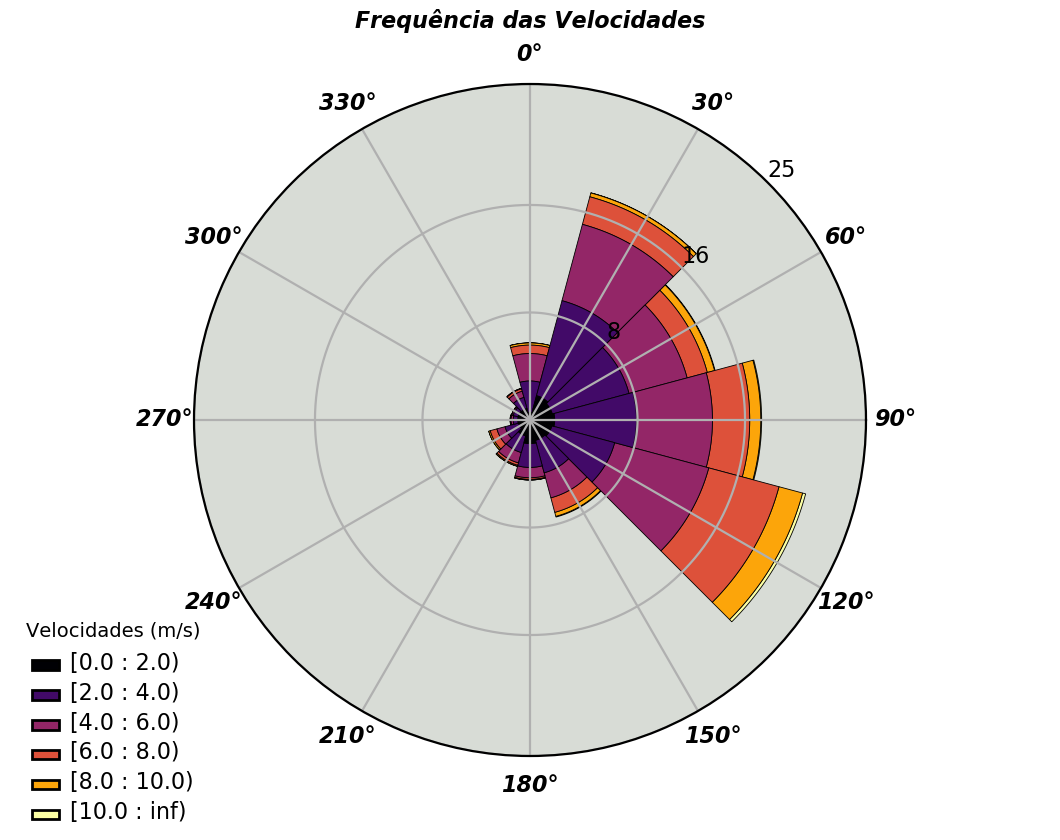 Frequência das Velocidades
0°
330°
30°
25
300°
60°
16
8
270°
90°
240°
120°
Velocidades (m/s)
[0.0 : 2.0)
[2.0 : 4.0)
[4.0 : 6.0)
210°
150°
[6.0 : 8.0)
180°
[8.0 : 10.0)
[10.0 : inf)